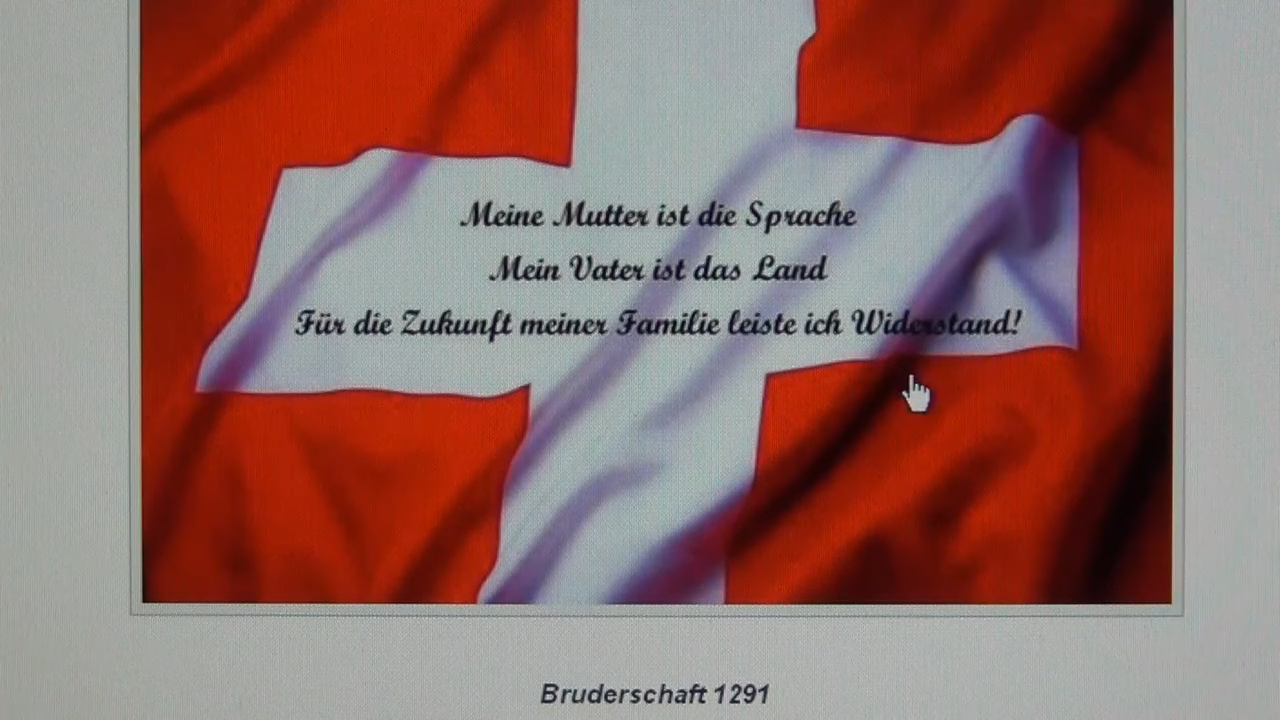 Meine Mutter ist die Sprache
Mein Vater ist das Land
Für die Zukunft meiner Familie leiste ich Widerstand!
Bruderschaft 1291